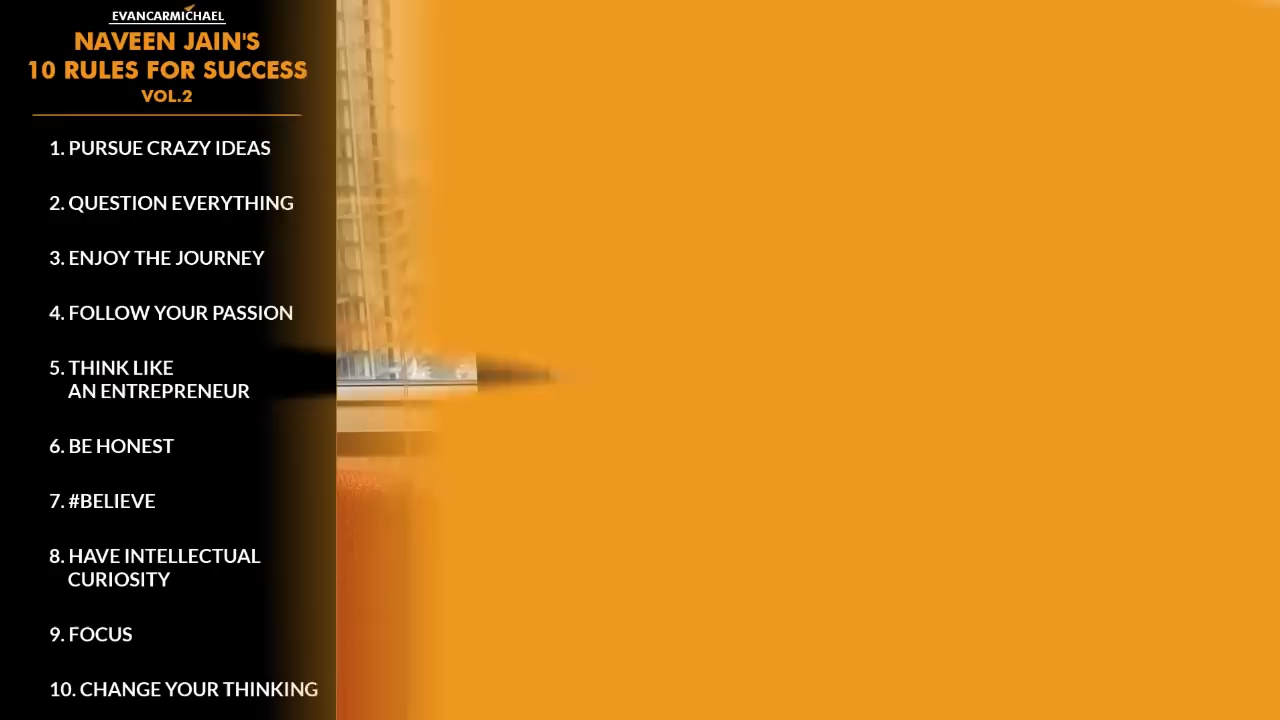 EVANCARMICHAEL
NAVEEN JAIN'S
10 RULES FOR SUCCESS
VOL.2
1. PURSUE CRAZY IDEAS
2. QUESTION EVERYTHING
3. ENJOY THE JOURNEY
4. FOLLOW YOUR PASSION
5. THINK LIKE
AN ENTREPRENEUR
6. BE HONEST
7. #BELIEVE
8. HAVE INTELLECTUAL
CURIOSITY
9. FOCUS
10. CHANGE YOUR THINKING